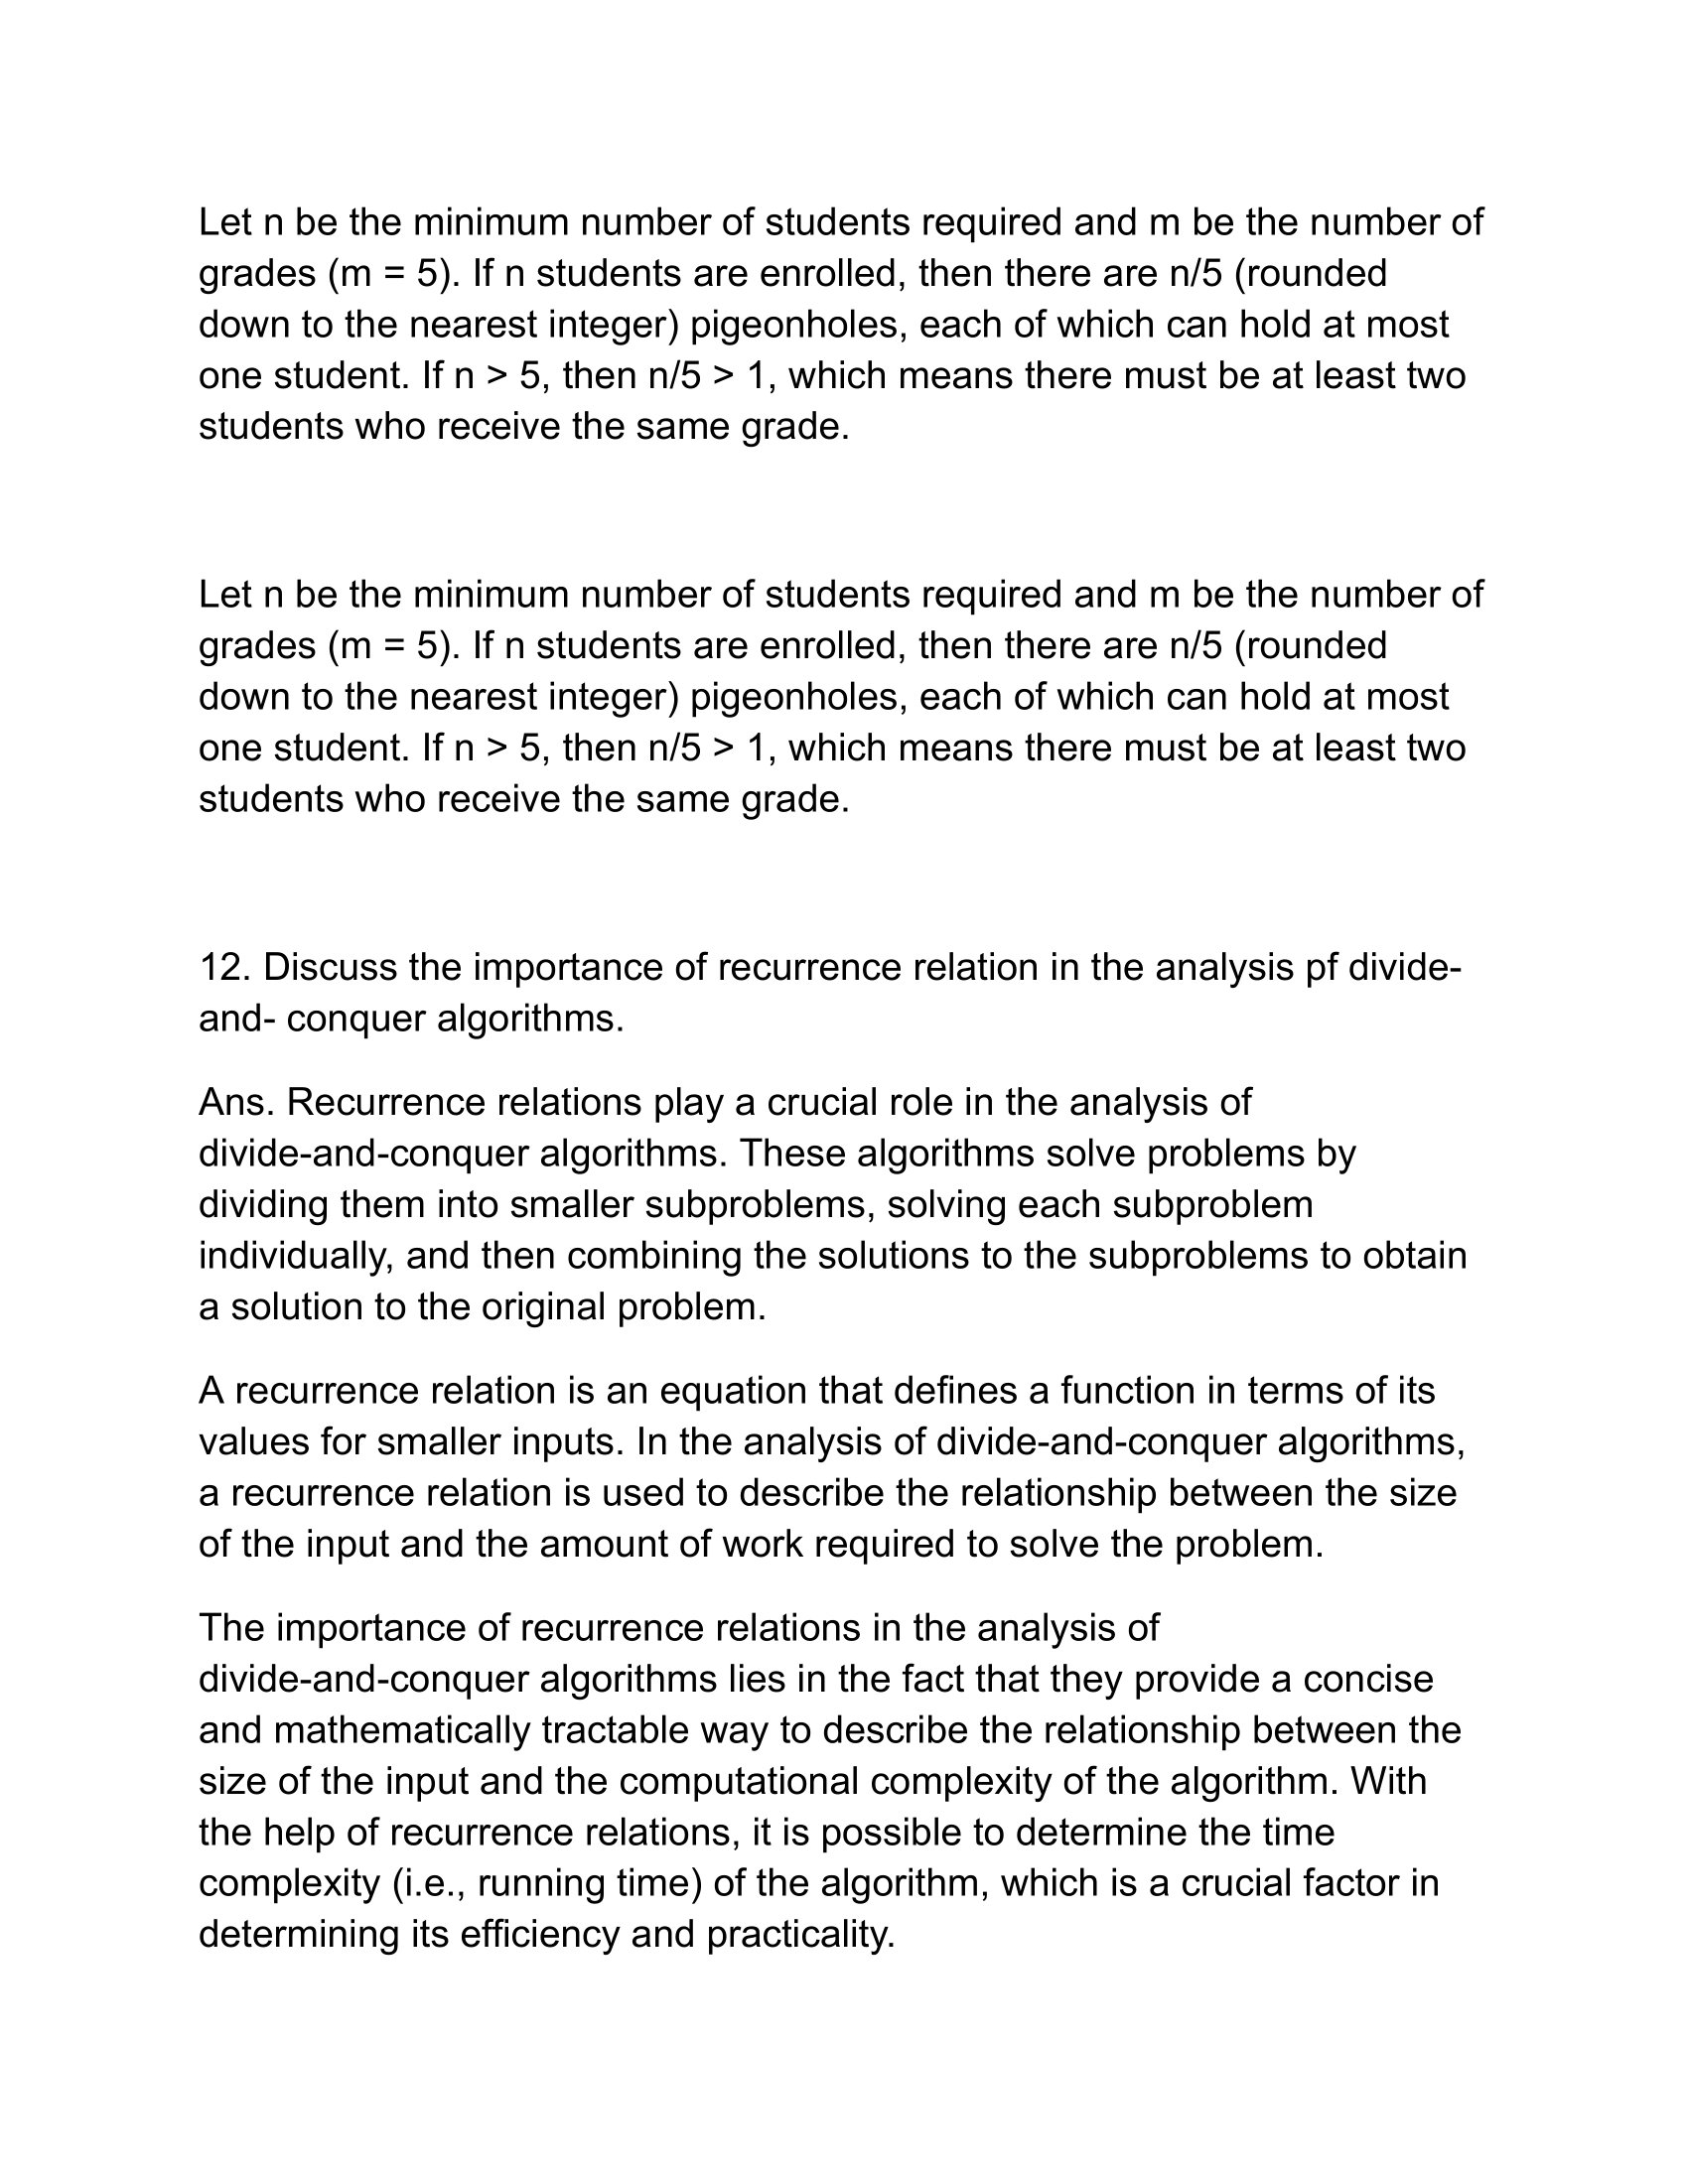 Let n be the minimum number of students required and m be the number of
grades (m = 5). If n students are enrolled, then there are n/5 (rounded
down to the nearest integer) pigeonholes, each of which can hold at most
one student. If n > 5, then n/5 > 1, which means there must be at least two
students who receive the same grade.
Let n be the minimum number of students required and m be the number of
grades (m = 5). If n students are enrolled, then there are n/5 (rounded
down to the nearest integer) pigeonholes, each of which can hold at most
one student. If n > 5, then n/5 > 1, which means there must be at least two
students who receive the same grade.
12. Discuss the importance of recurrence relation in the analysis pf divide-
and- conquer algorithms.
Ans. Recurrence relations play a crucial role in the analysis of
divide-and-conquer algorithms. These algorithms solve problems by
dividing them into smaller subproblems, solving each subproblem
individually, and then combining the solutions to the subproblems to obtain
a solution to the original problem.
A recurrence relation is an equation that defines a function in terms of its
values for smaller inputs. In the analysis of divide-and-conquer algorithms,
a recurrence relation is used to describe the relationship between the size
of the input and the amount of work required to solve the problem.
The importance of recurrence relations in the analysis of
divide-and-conquer algorithms lies in the fact that they provide a concise
and mathematically tractable way to describe the relationship between the
size of the input and the computational complexity of the algorithm. With
the help of recurrence relations, it is possible to determine the time
complexity (i.e., running time) of the algorithm, which is a crucial factor in
determining its efficiency and practicality.